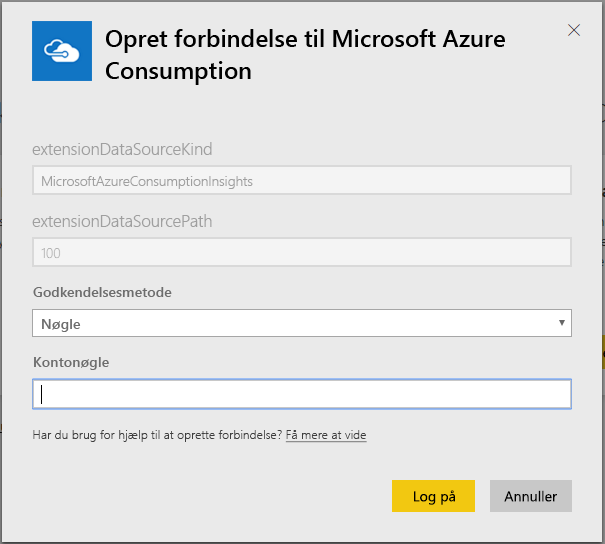 Opret forbindelse til Microsoft Azure
Consumption
extensionDataSourceKind
MicrosoftAzureConsumptionInsights
extensionDataSourcePath
100
Godkendelsesmetode
Nøgle
Kontonøgle
Har du brug for hjælp til at oprette forbindelse? Få mere at vide
Log på Annuller